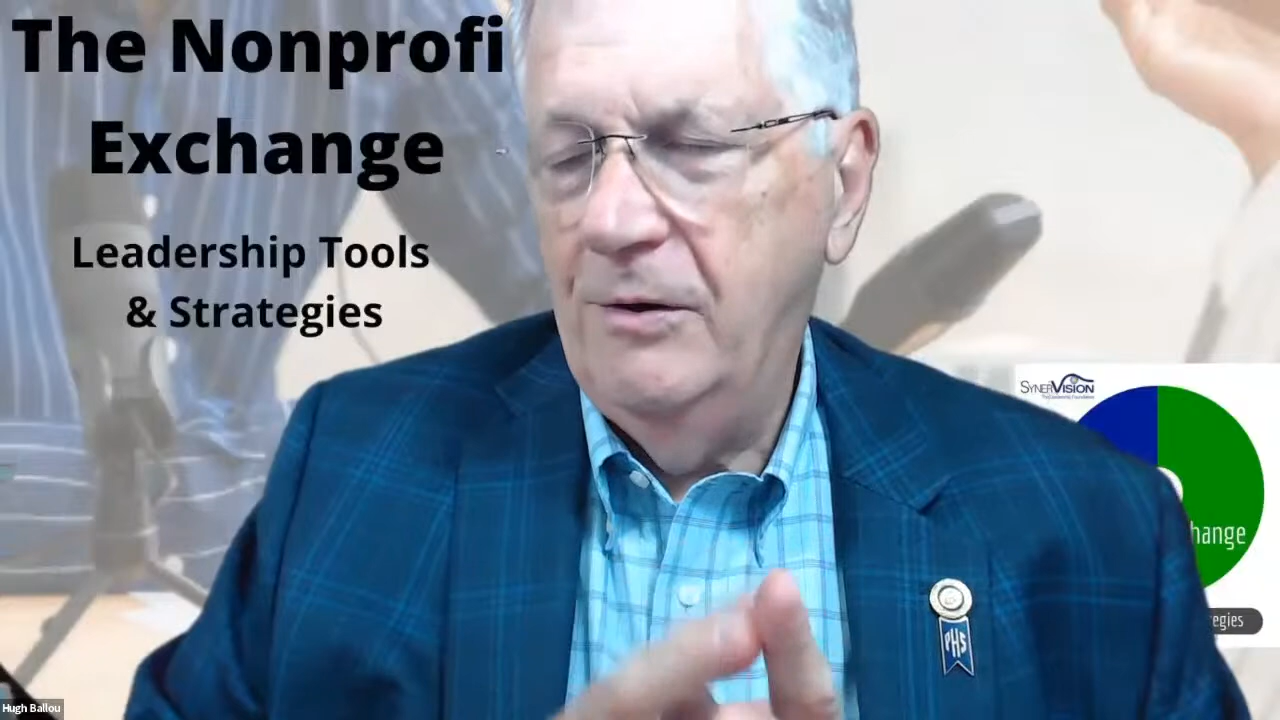 The Nonprofi
Exchange
Leadership Tools
& Strategies
SYNERVISION
hange
egies
PHS
Hugh Ballou